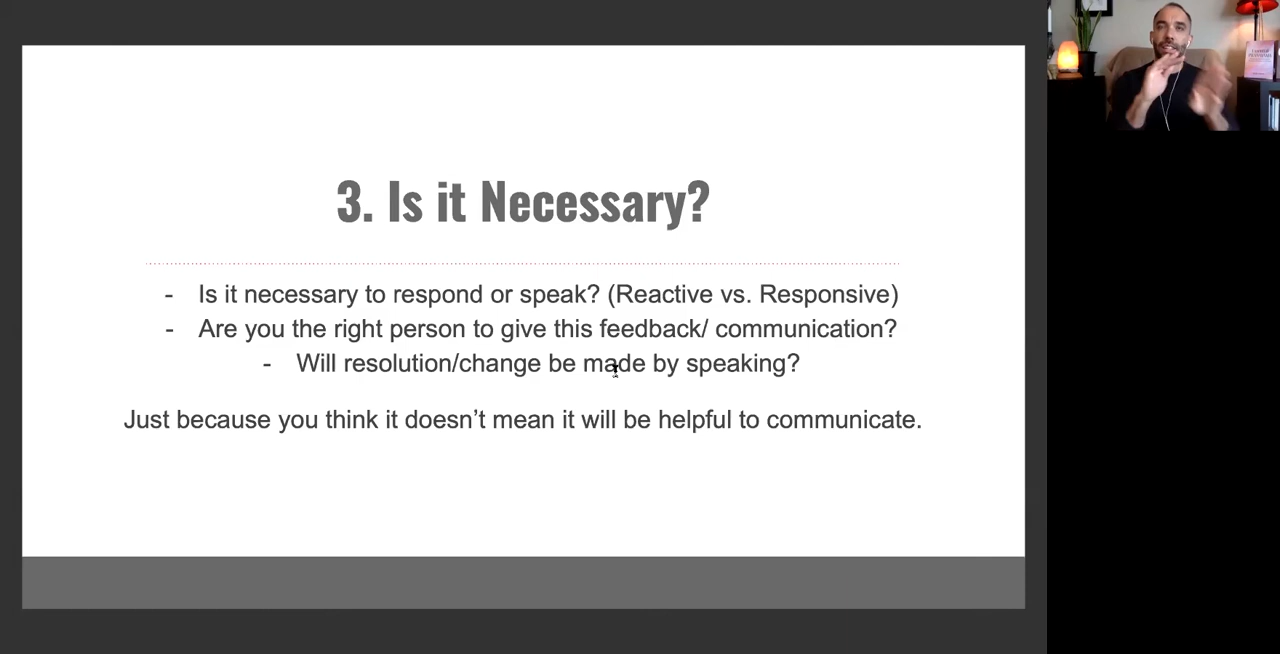 3. Is it Necessary?
- Is it necessary to respond or speak? (Reactive vs. Responsive)
- Are you the right person to give this feedback/ communication?
- Will resolution/change be made by speaking?
Just because you think it doesn’t mean it will be helpful to communicate.